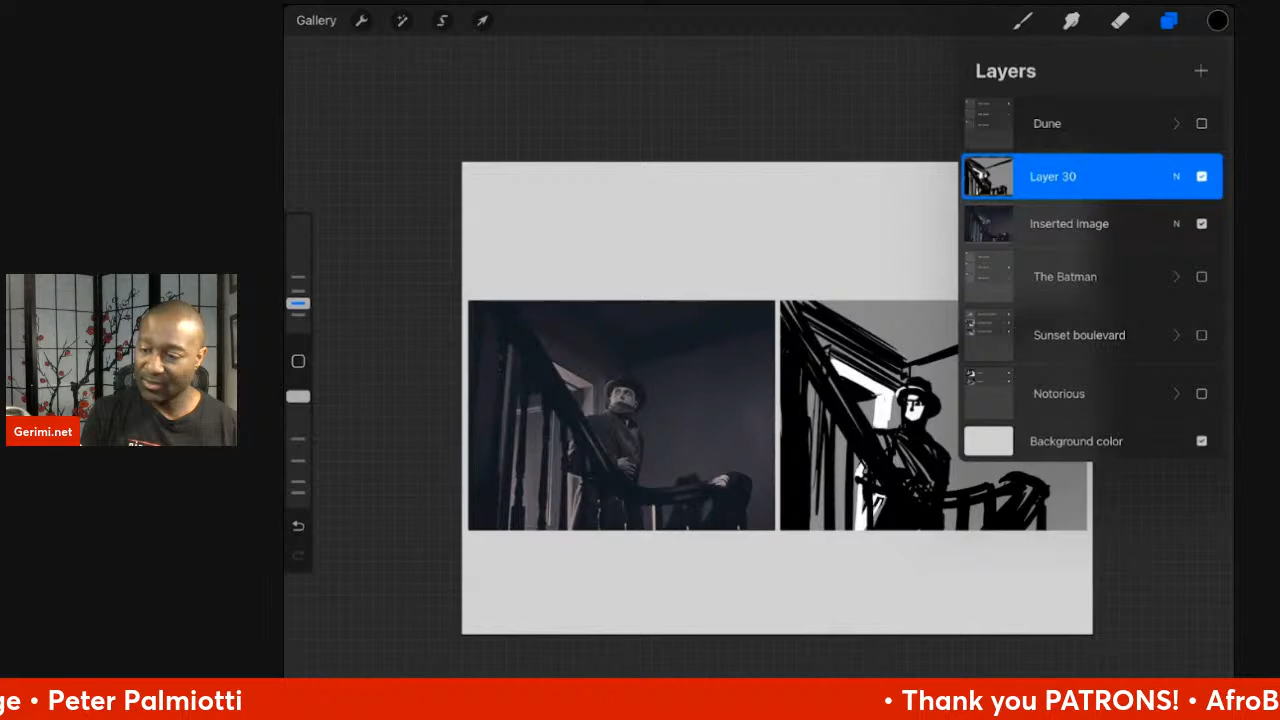 Gallery
Layers
Dune
Layer 30 N
Inserted Image N
The Batman
Sunset boulevard
Notorious
Background color
Gerimi.net
ge • Peter Palmiotti • Thank you PATRONS! • AfroB